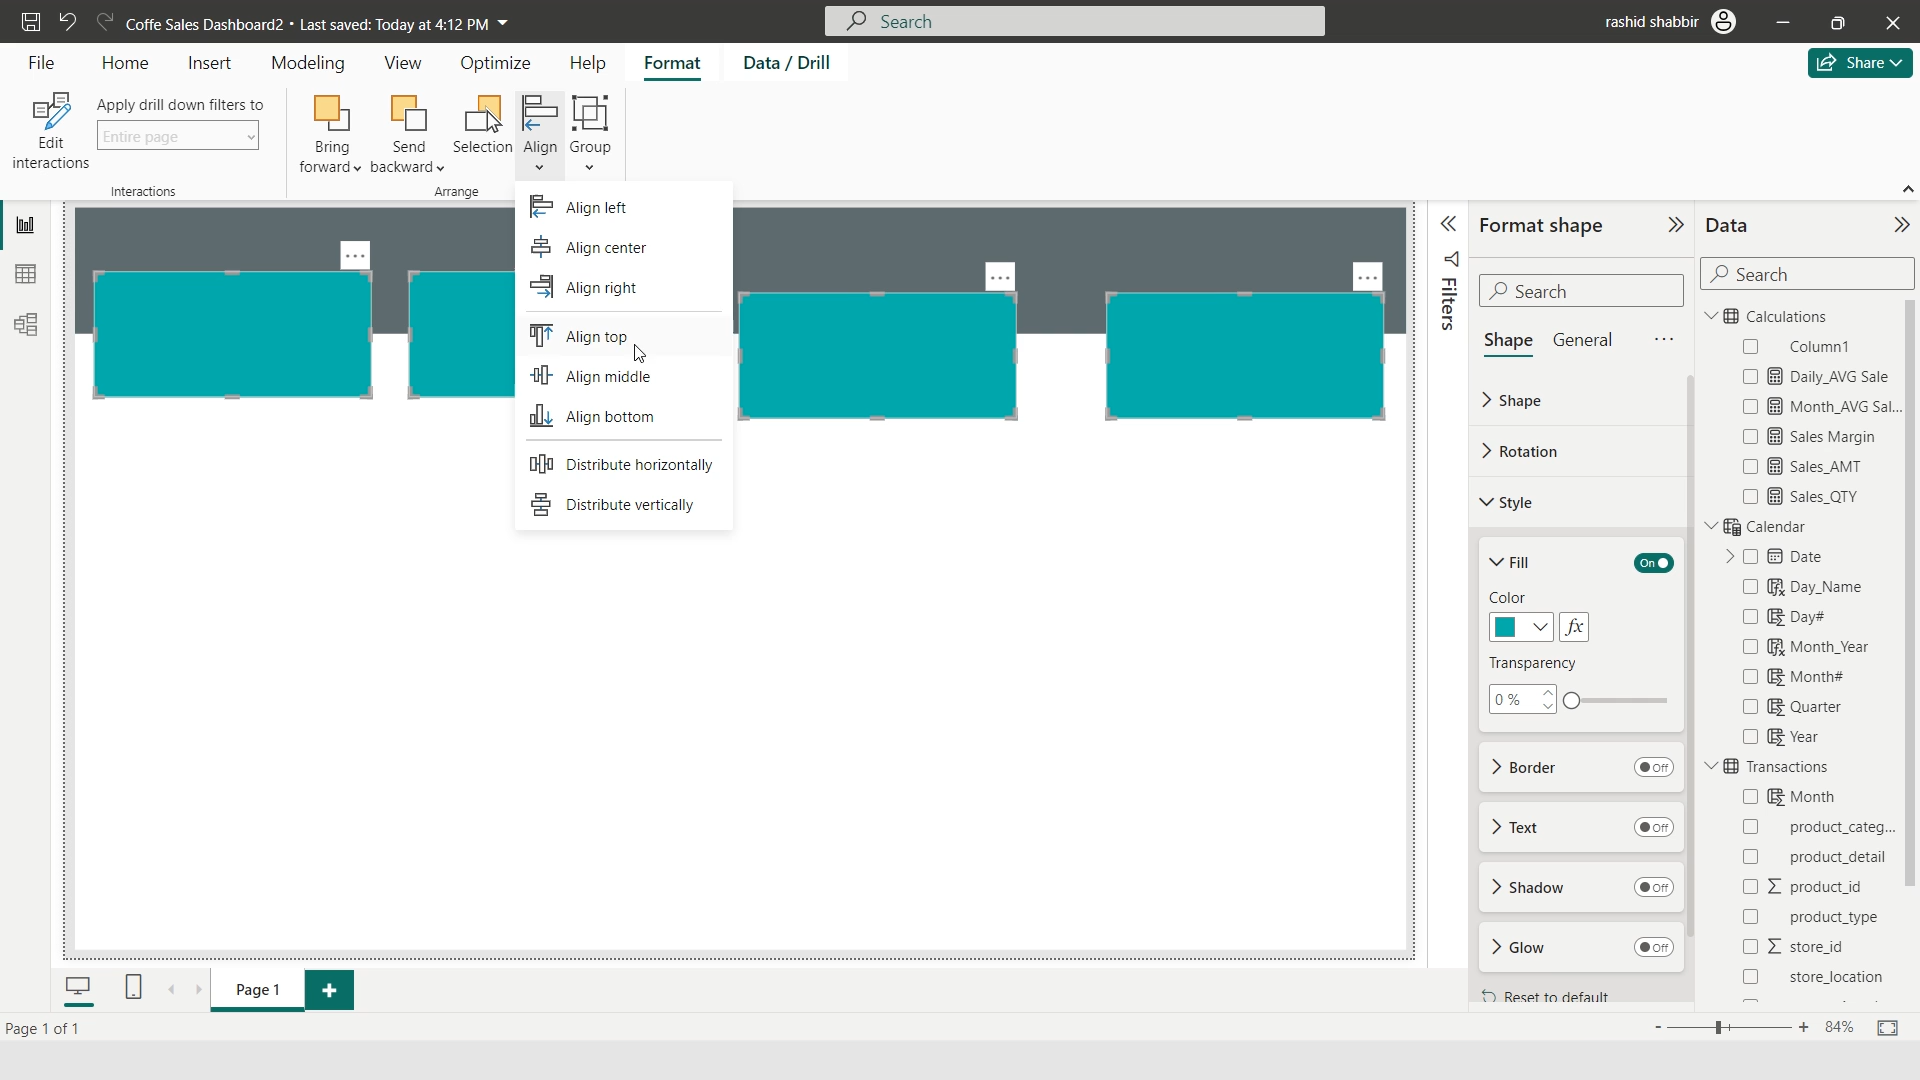 Coffe Sales Dashboard2 • Last saved: Today at 4:12 PM
Search
rashid shabbir
File Home Insert Modeling View Optimize Help Format Data / Drill
Share
Edit interactions
Apply drill down filters to
Entire page
Bring forward
Send backward
Selection
Align
Group
Interactions
Arrange
Align left
Align center
Align right
Align top
Align middle
Align bottom
Distribute horizontally
Distribute vertically
Filters
Format shape
Search
Shape General
Shape
Rotation
Style
Fill On
Color
fx
Transparency
0 %
Border Off
Text Off
Shadow Off
Glow Off
Reset to default
Data
Search
Calculations
Column1
Daily_AVG Sale
Month_AVG Sal...
Sales Margin
Sales_AMT
Sales_QTY
Calendar
Date
Day_Name
Day#
Month_Year
Month#
Quarter
Year
Transactions
Month
product_categ...
product_detail
product_id
product_type
store_id
store_location
Page 1
Page 1 of 1
- + 84%